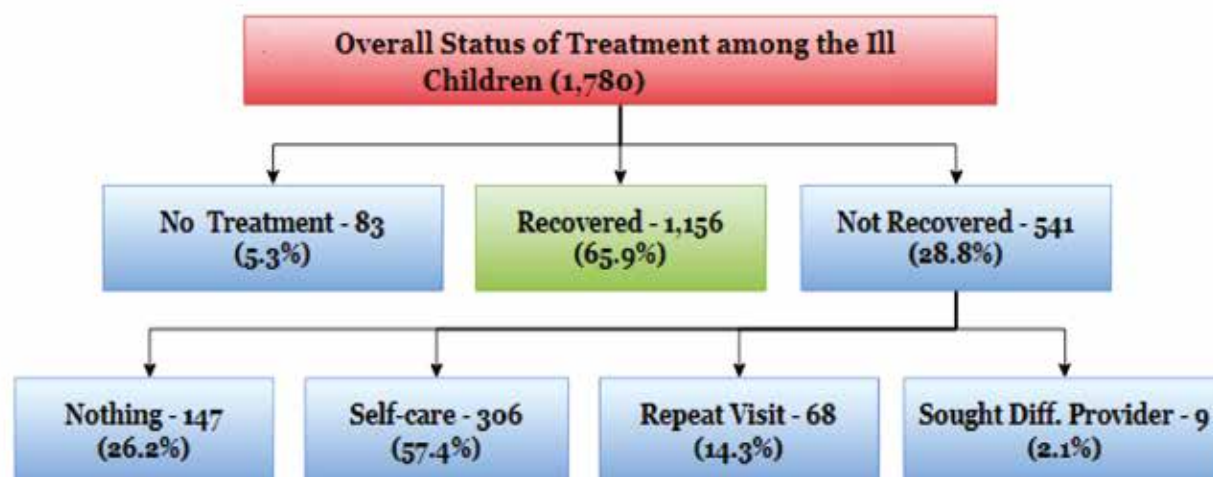 Overall Status of Treatment among the Ill
Children (1,780)
No Treatment - 83
(5.3%)
Recovered - 1,156
(65.9%)
Not Recovered - 541
(28.8%)
Nothing - 147
(26.2%)
Self-care - 306
(57.4%)
Repeat Visit - 68
(14.3%)
Sought Diff. Provider - 9
(2.1%)